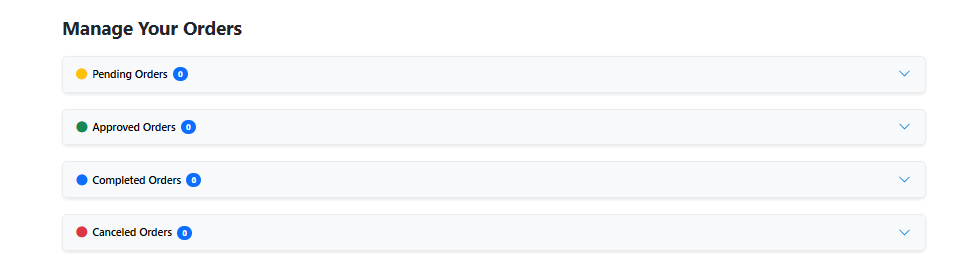 Manage Your Orders
Pending Orders 0
Approved Orders 0
Completed Orders 0
Canceled Orders 0